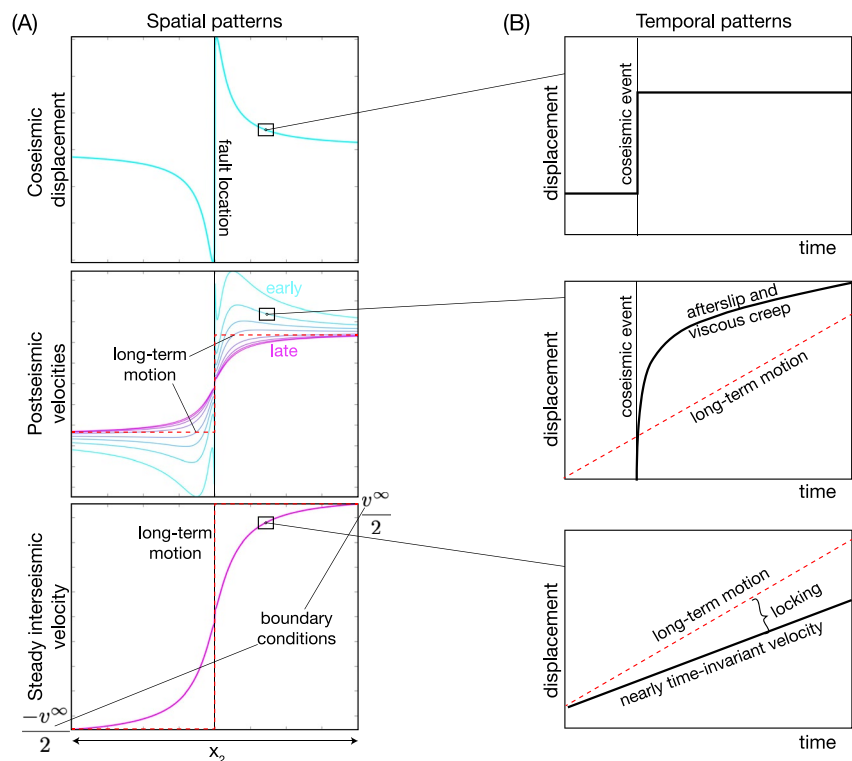 (A)
Spatial patterns
Coseismic
displacement
fault location
Postseismic
velocities
early
late
long-term
motion
Steady interseismic
velocity
long-term
motion
v∞
2
boundary
conditions
-v∞
2
x2
(B)
Temporal patterns
displacement
coseismic event
time
displacement
coseismic event
afterslip and
viscous creep
long-term motion
time
displacement
long-term motion
locking
nearly time-invariant velocity
time